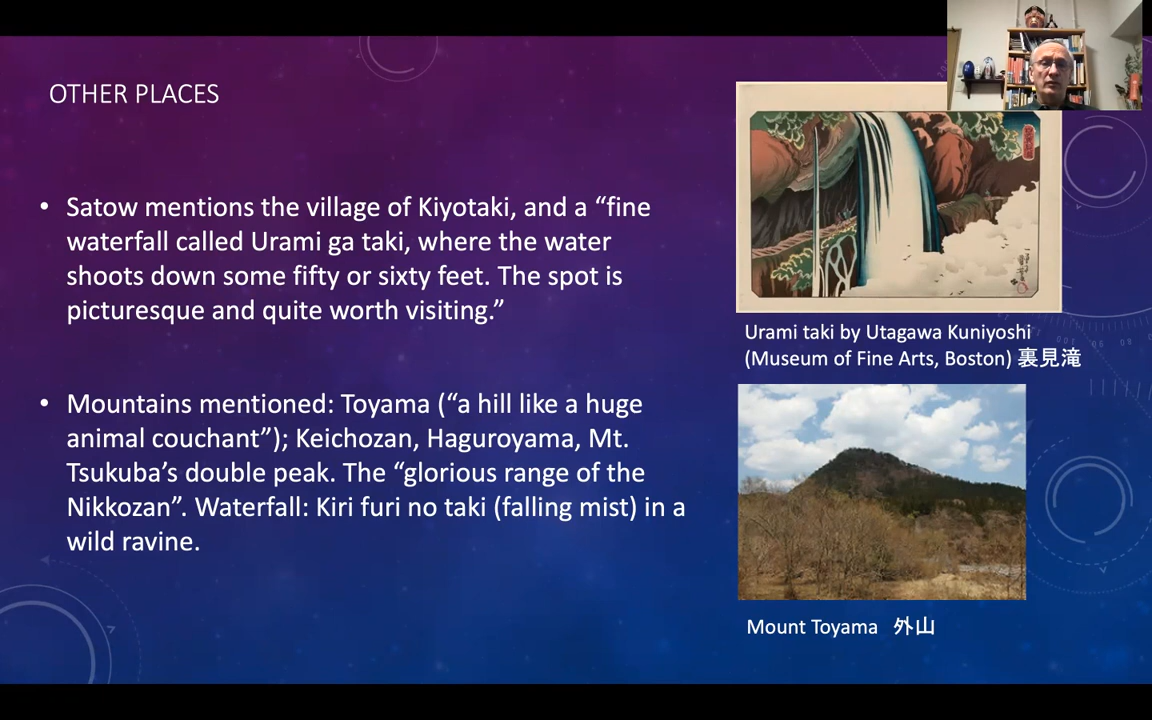 OTHER PLACES
• Satow mentions the village of Kiyotaki, and a “fine
waterfall called Urami ga taki, where the water
shoots down some fifty or sixty feet. The spot is
picturesque and quite worth visiting.”
• Mountains mentioned: Toyama (“a hill like a huge
animal couchant”); Keichozan, Haguroyama, Mt.
Tsukuba’s double peak. The “glorious range of the
Nikkozan”. Waterfall: Kiri furi no taki (falling mist) in a
wild ravine.
Urami taki by Utagawa Kuniyoshi
(Museum of Fine Arts, Boston) 裏見滝
Mount Toyama 外山